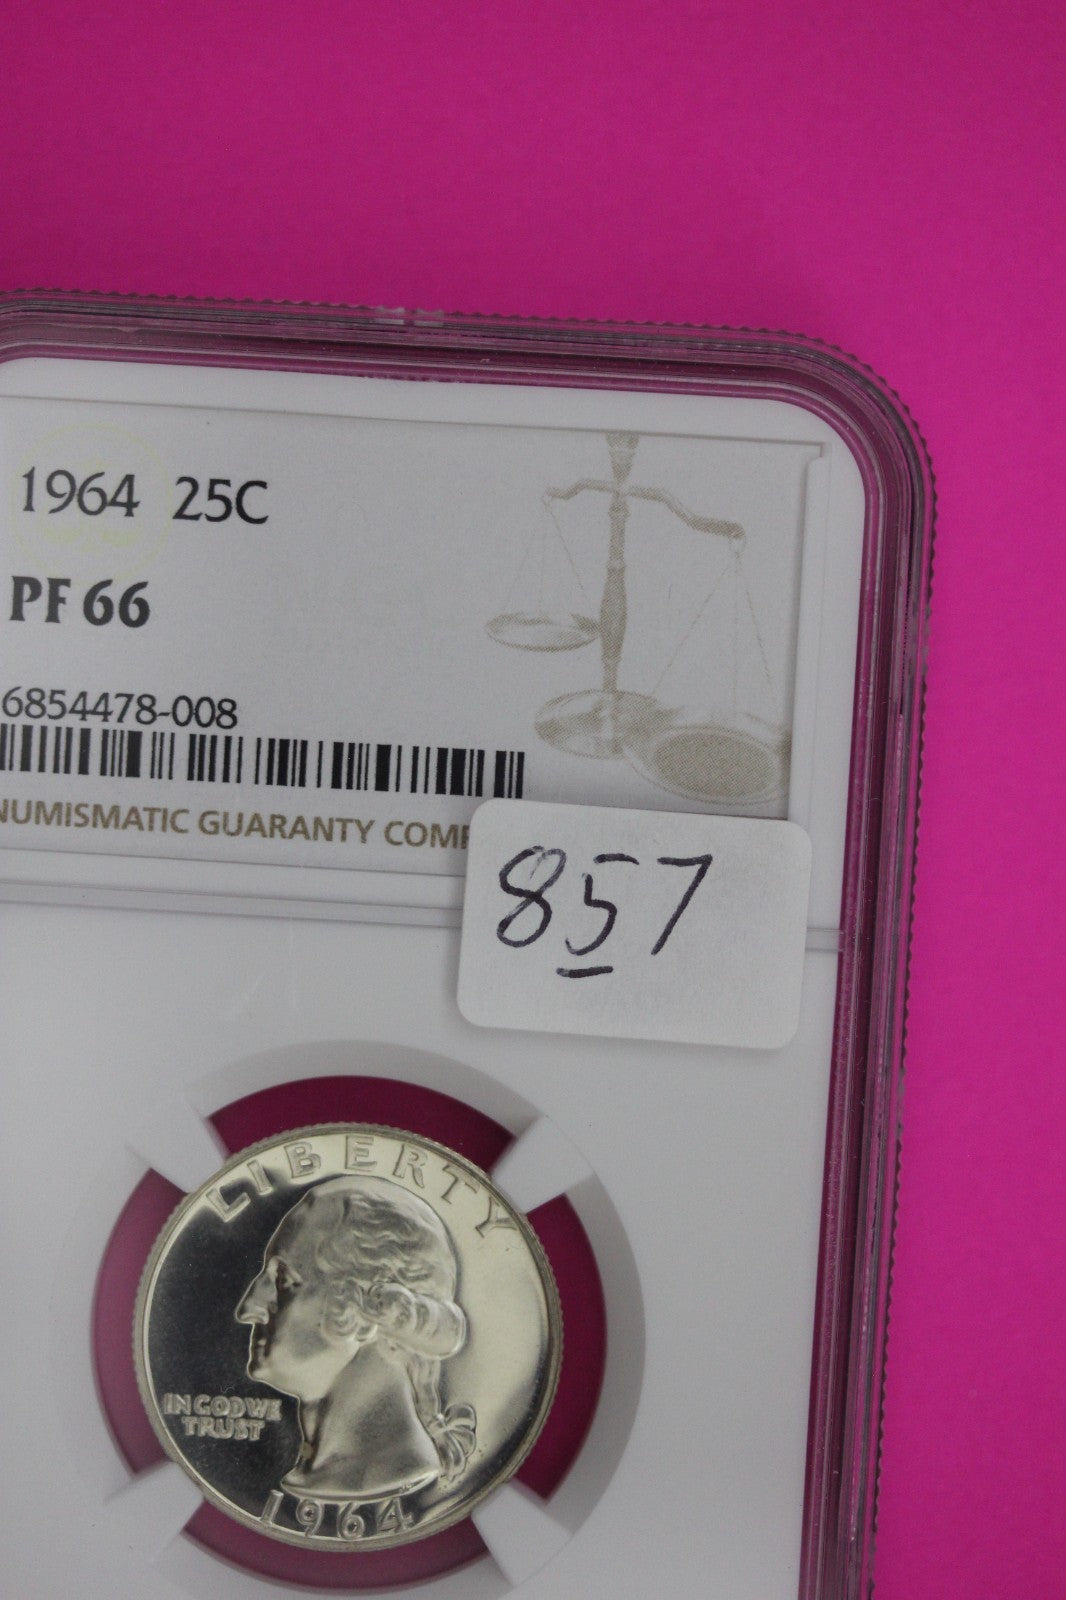 1964 25C
PF 66
6854478-008
NUMISMATIC GUARANTY COMP
857
LIBERTY
IN GOD WE
TRUST
1964